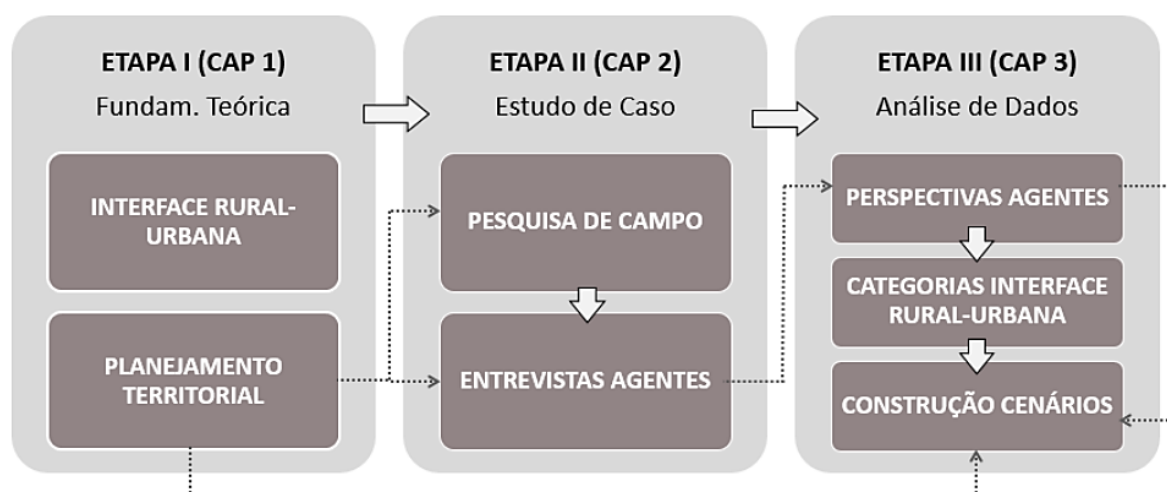 ETAPA I (CAP 1)
Fundam. Teórica
INTERFACE RURAL-
URBANA
PLANEJAMENTO
TERRITORIAL
ETAPA II (CAP 2)
Estudo de Caso
PESQUISA DE CAMPO
ENTREVISTAS AGENTES
ETAPA III (CAP 3)
Análise de Dados
PERSPECTIVAS AGENTES
CATEGORIAS INTERFACE
RURAL-URBANA
CONSTRUÇÃO CENÁRIOS